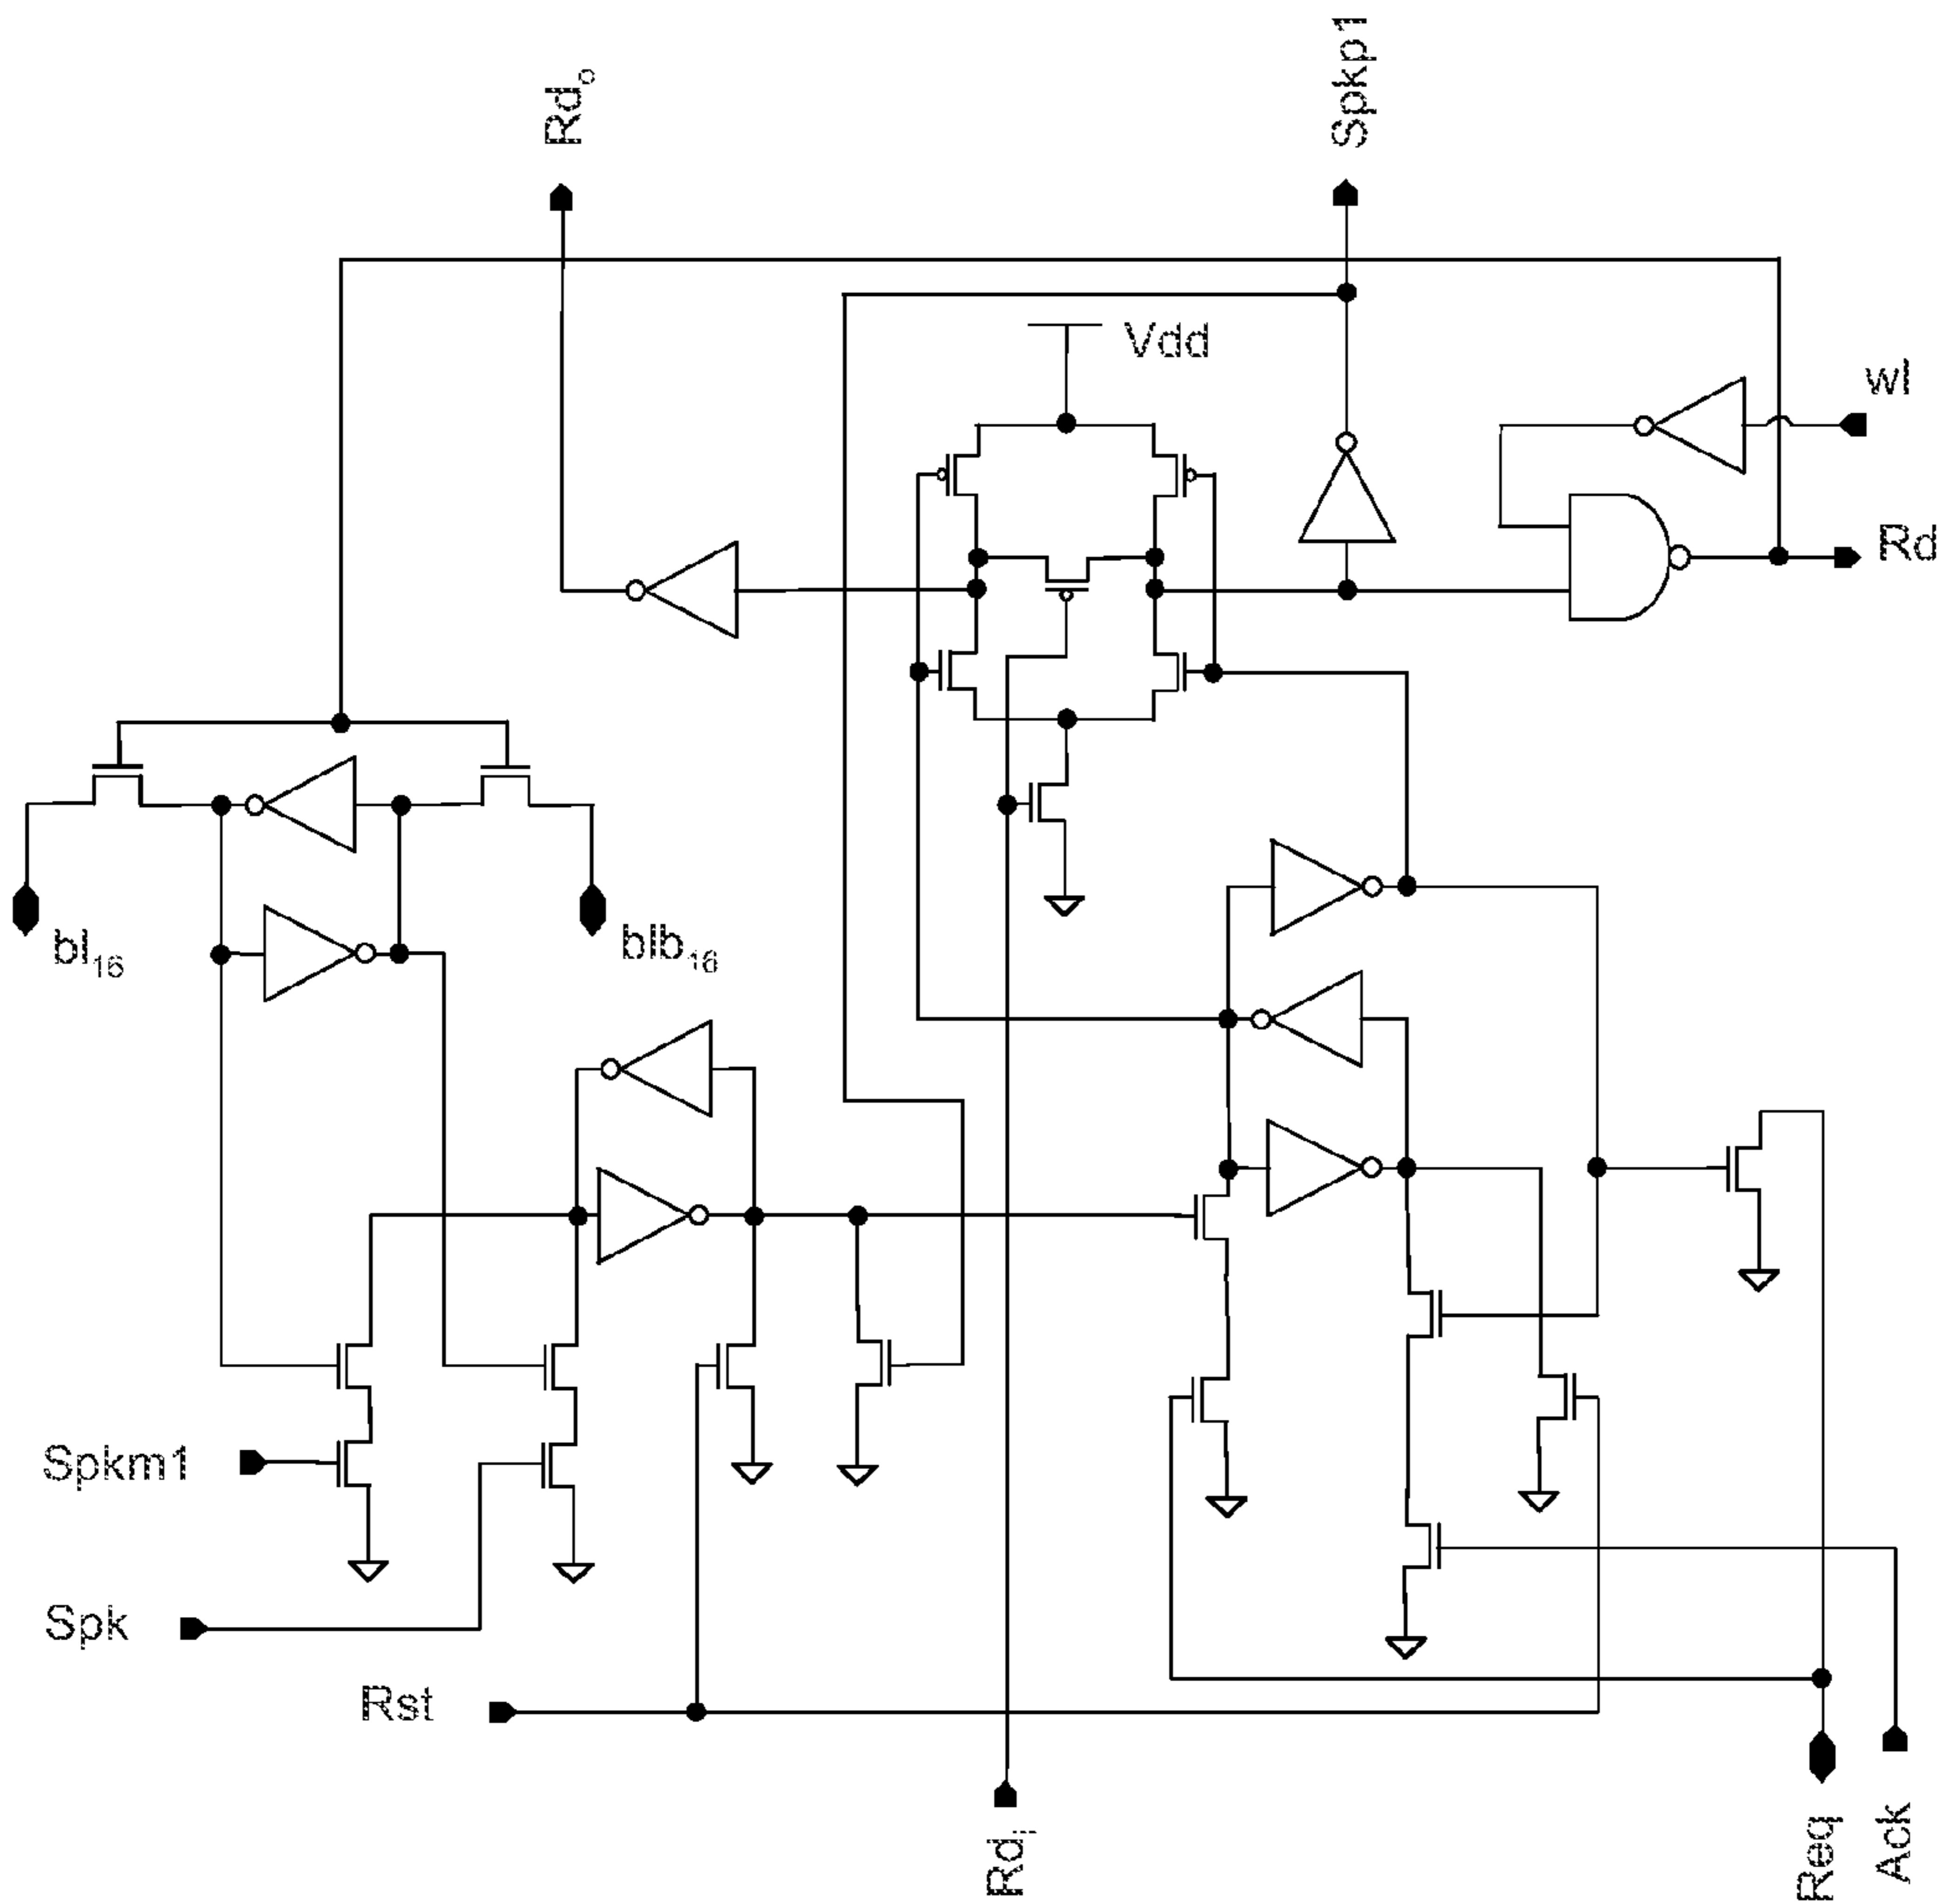 Rdo
Spkp1
Vdd
wl
Rd
bl16
blb16
Spkm1
Spk
Rst
Rdi
Req
Ack